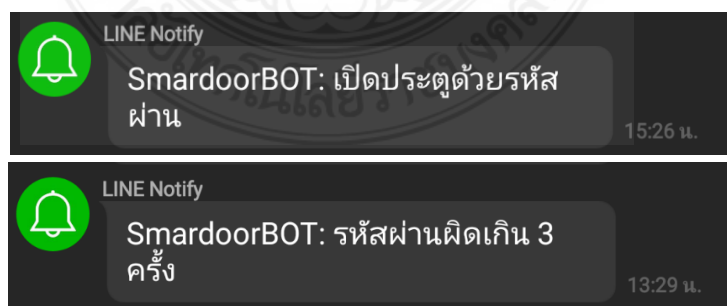 LINE Notify
SmardoorBOT: เปิดประตูด้วยรหัส
ผ่าน
15:26 น.
LINE Notify
SmardoorBOT: รหัสผ่านผิดเกิน 3
ครั้ง
13:29 น.